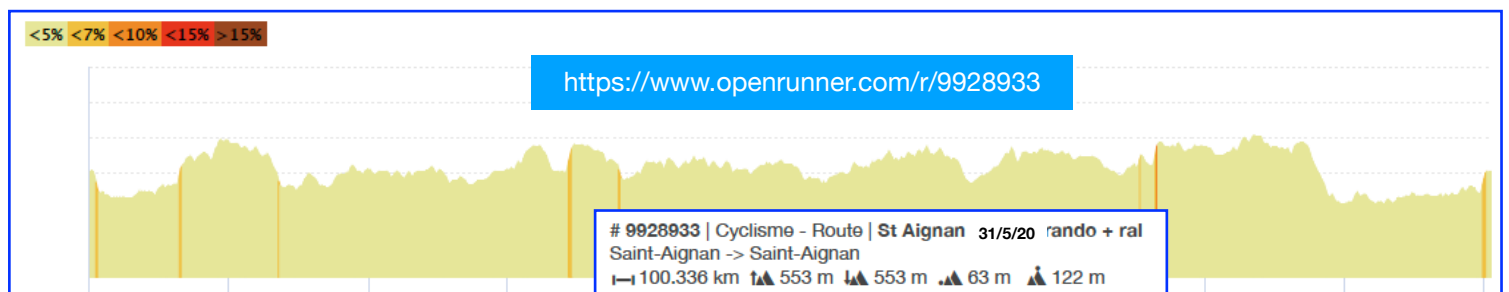 <5% <7% <10% <15% >15%
https://www.openrunner.com/r/9928933
# 9928933 | Cyclisme - Route | St Aignan 31/5/20 rando + ral
Saint-Aignan -> Saint-Aignan
100.336 km 553 m 553 m 63 m 122 m